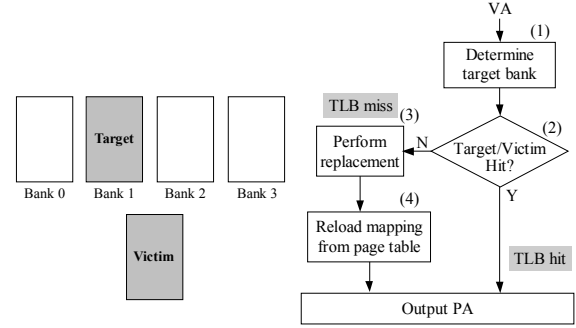 VA
(1)
Determine
target bank
TLB miss
(3)
(2)
Target
Perform
replacement
N
Target/Victim
Hit?
Bank 0
Bank 1
Bank 2
Bank 3
Y
(4)
Reload mapping
from page table
Victim
TLB hit
Output PA